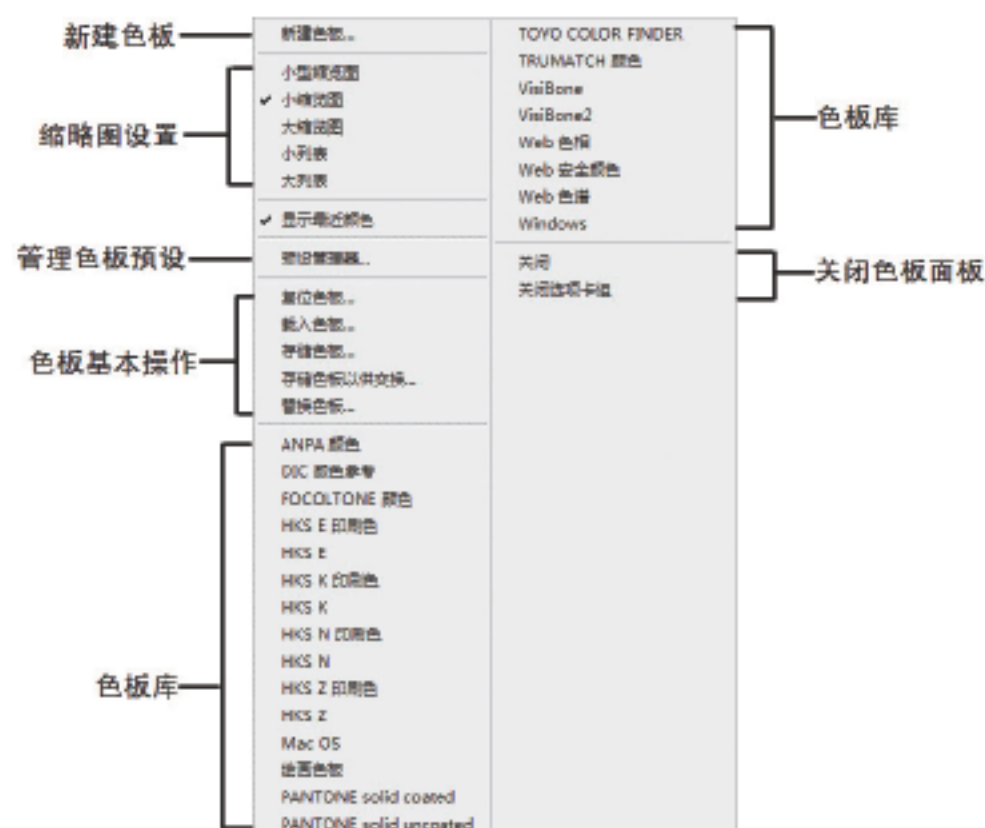 新建色板
缩略图设置
管理色板预设
色板基本操作
色板库
新建色板...
小型缩览图
小缩览图
大缩览图
小列表
大列表
显示最近颜色
预设管理器...
复位色板...
载入色板...
存储色板...
存储色板以供交换...
替换色板...
ANPA 颜色
DIC 颜色参考
FOCOLTONE 颜色
HKS E 印刷色
HKS E
HKS K 印刷色
HKS K
HKS N 印刷色
HKS N
HKS Z 印刷色
HKS Z
Mac OS
绘画色板
PANTONE solid coated
PANTONE solid uncoated
TOYO COLOR FINDER
TRUMATCH 颜色
VisiBone
VisiBone2
Web 色相
Web 安全颜色
Web 色谱
Windows
关闭
关闭选项卡组
色板库
关闭色板面板